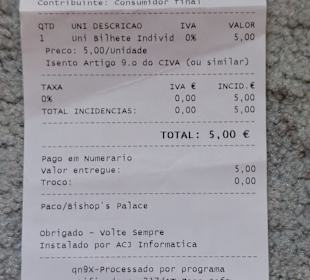 Contribuinte: Consumidor final
QTD UNI DESCRICAO IVA VALOR
1 Uni Bilhete Individ 0% 5,00
Preco: 5,00/Unidade
Isento Artigo 9.o do CIVA (ou similar)
TAXA IVA € INCID.€
0% 0,00 5,00
TOTAL INCIDENCIAS: 0,00 5,00
TOTAL: 5,00 €
Pago em Numerario
Valor entregue: 5,00
Troco: 0,00
Paco/Bishop's Palace
Obrigado - Volte Sempre
Instalado por ACJ Informatica
qn9X-Processado por programa